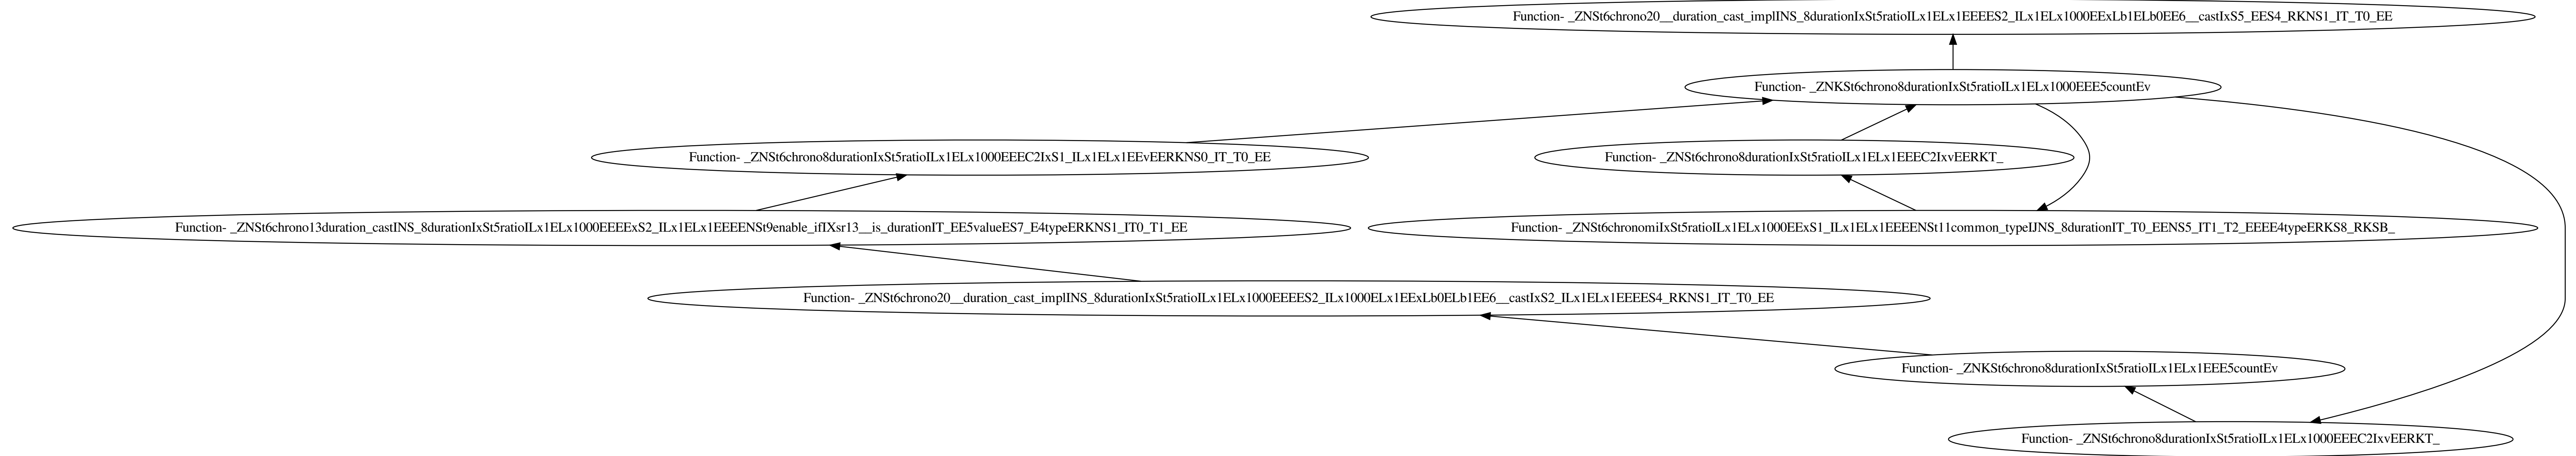 Function- _ZNSt6chrono20__duration_cast_implINS_8durationIxSt5ratioILx1ELx1EEEES2_ILx1ELx1000EExLb1ELb0EE6__castIxS5_EES4_RKNS1_IT_T0_EE
Function- _ZNKSt6chrono8durationIxSt5ratioILx1ELx1000EEE5countEv
Function- _ZNSt6chrono8durationIxSt5ratioILx1ELx1000EEEC2IxS1_ILx1ELx1EEvEERKNS0_IT_T0_EE
Function- _ZNSt6chrono8durationIxSt5ratioILx1ELx1EEEC2IxvEERKT_
Function- _ZNSt6chrono13duration_castINS_8durationIxSt5ratioILx1ELx1000EEEExS2_ILx1ELx1EEEENSt9enable_ifIXsr13__is_durationIT_EE5valueES7_E4typeERKNS1_IT0_T1_EE
Function- _ZNSt6chronomiIxSt5ratioILx1ELx1000EExS1_ILx1ELx1EEEENSt11common_typeIJNS_8durationIT_T0_EENS5_IT1_T2_EEEE4typeERKS8_RKSB_
Function- _ZNSt6chrono20__duration_cast_implINS_8durationIxSt5ratioILx1ELx1000EEEES2_ILx1000ELx1EExLb0ELb1EE6__castIxS2_ILx1ELx1EEEES4_RKNS1_IT_T0_EE
Function- _ZNKSt6chrono8durationIxSt5ratioILx1ELx1EEE5countEv
Function- _ZNSt6chrono8durationIxSt5ratioILx1ELx1000EEEC2IxvEERKT_